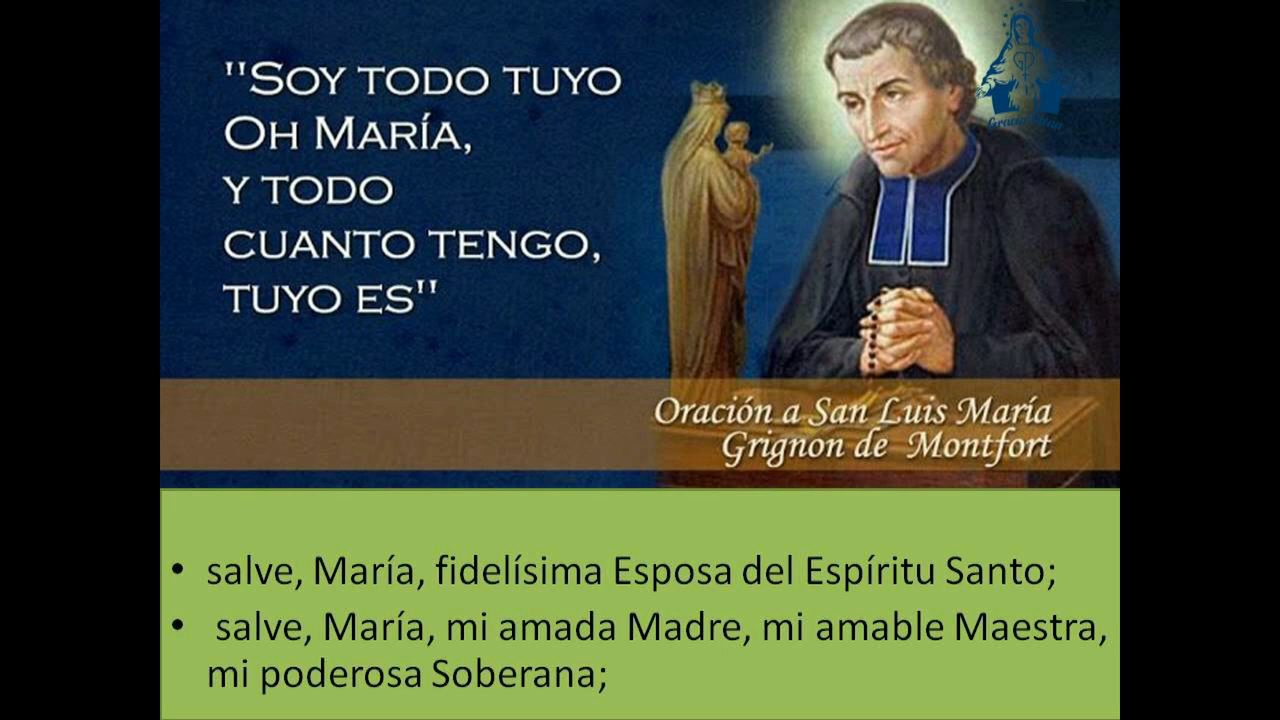 "SOY TODO TUYO
OH MARÍA,
Y TODO
CUANTO TENGO,
TUYO ES"
Oración a San Luis María
Grignon de Montfort
• salve, María, fidelísima Esposa del Espíritu Santo;
• salve, María, mi amada Madre, mi amable Maestra,
mi poderosa Soberana;